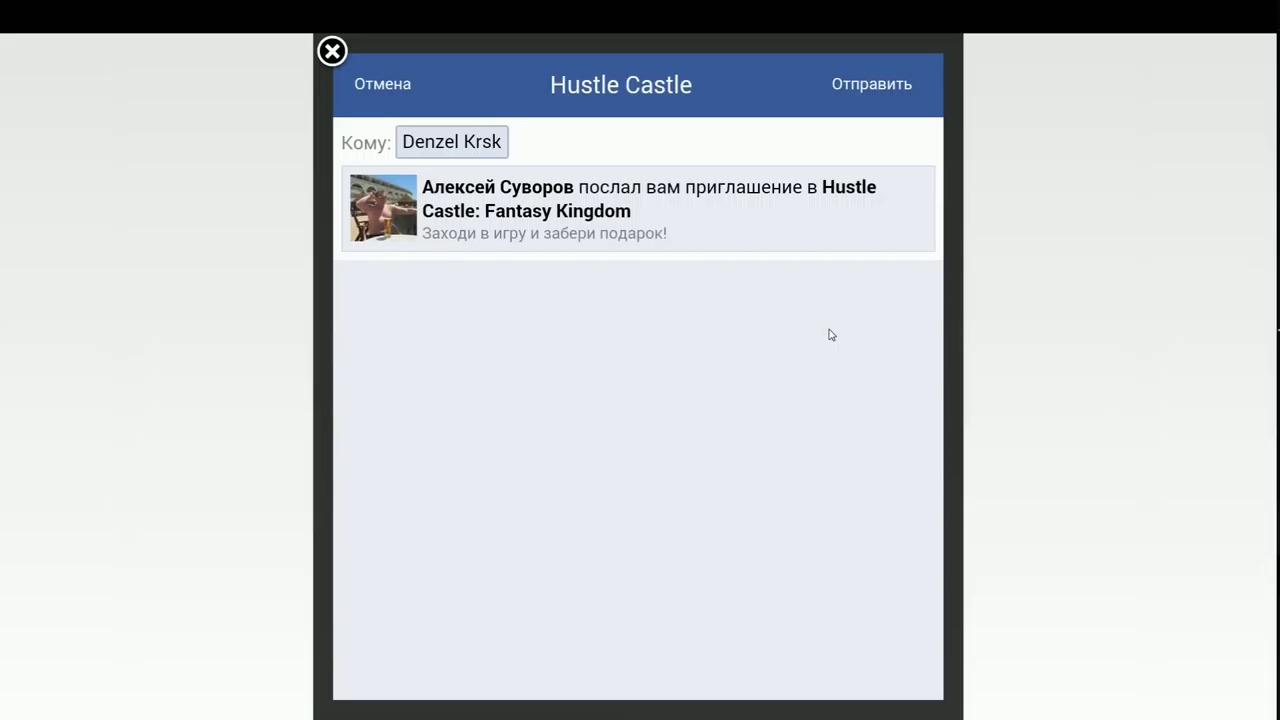 Отмена Hustle Castle Отправить
Кому: Denzel Krsk
Алексей Суворов послал вам приглашение в Hustle
Castle: Fantasy Kingdom
Заходи в игру и забери подарок!